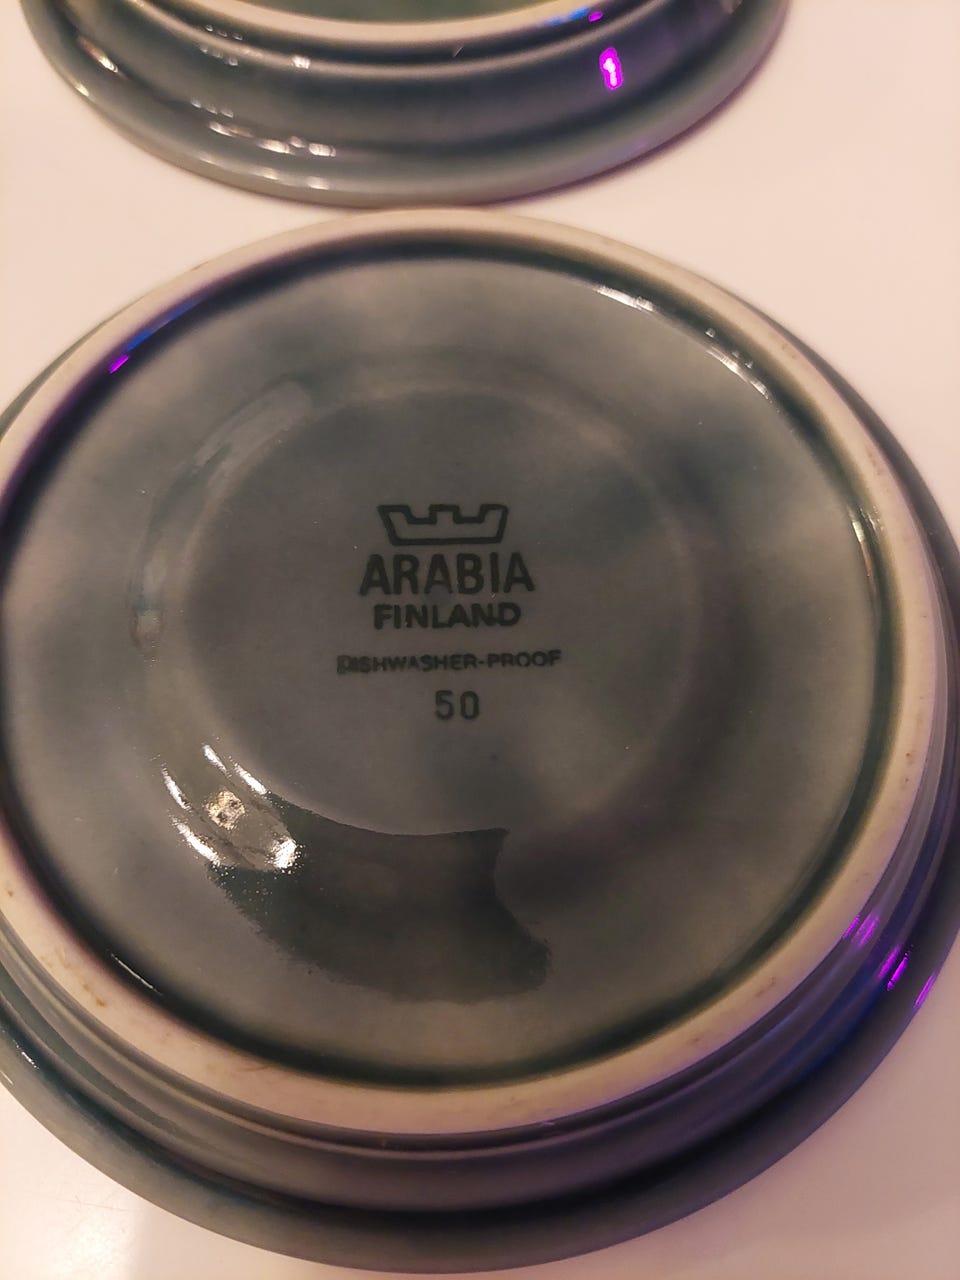 ARABIA
FINLAND
DISHWASHER-PROOF
50